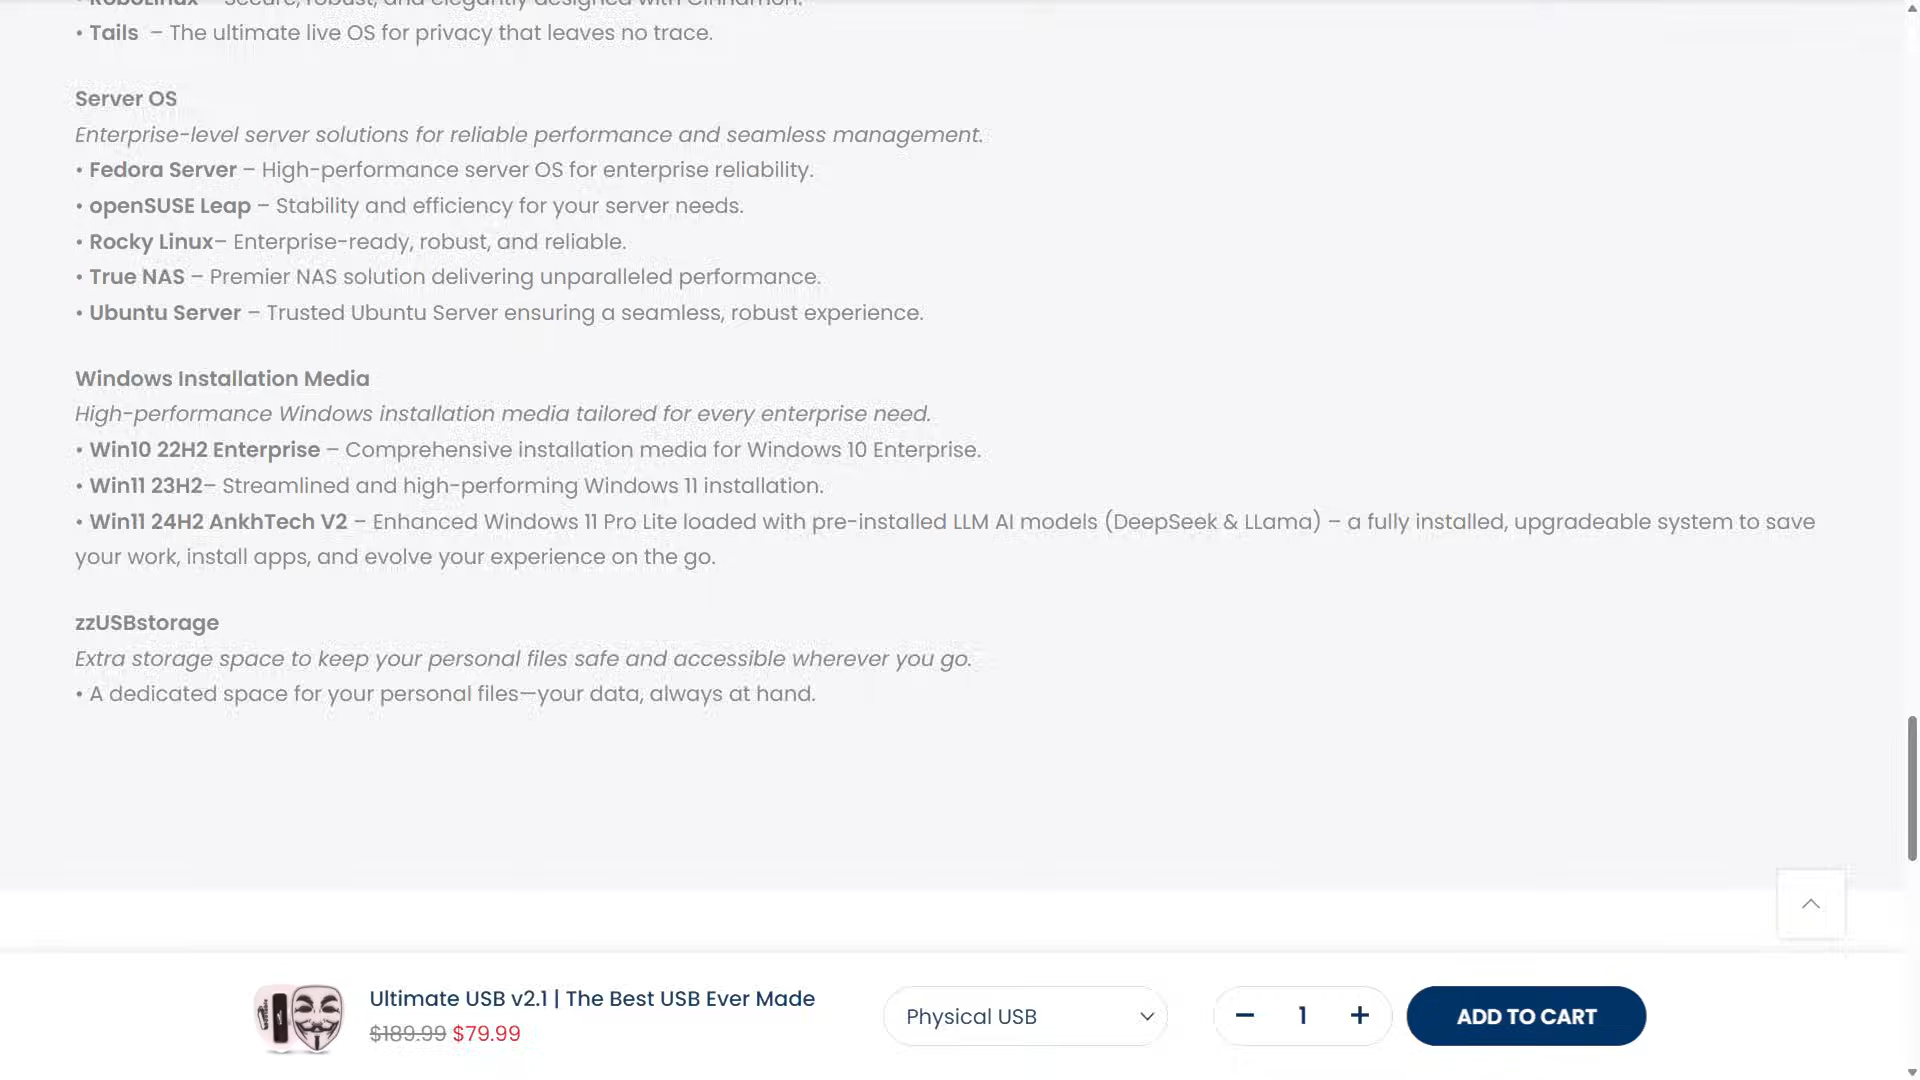 • RoboLinux – Secure, robust, and elegantly designed with Cinnamon.
• Tails – The ultimate live OS for privacy that leaves no trace.
Server OS
Enterprise-level server solutions for reliable performance and seamless management.
• Fedora Server – High-performance server OS for enterprise reliability.
• openSUSE Leap – Stability and efficiency for your server needs.
• Rocky Linux– Enterprise-ready, robust, and reliable.
• True NAS – Premier NAS solution delivering unparalleled performance.
• Ubuntu Server – Trusted Ubuntu Server ensuring a seamless, robust experience.
Windows Installation Media
High-performance Windows installation media tailored for every enterprise need.
• Win10 22H2 Enterprise – Comprehensive installation media for Windows 10 Enterprise.
• Win11 23H2– Streamlined and high-performing Windows 11 installation.
• Win11 24H2 AnkhTech V2 – Enhanced Windows 11 Pro Lite loaded with pre-installed LLM AI models (DeepSeek & LLama) – a fully installed, upgradeable system to save
your work, install apps, and evolve your experience on the go.
zzUSBstorage
Extra storage space to keep your personal files safe and accessible wherever you go.
• A dedicated space for your personal files—your data, always at hand.
Ultimate USB v2.1 | The Best USB Ever Made
$189.99 $79.99
Physical USB
1
ADD TO CART